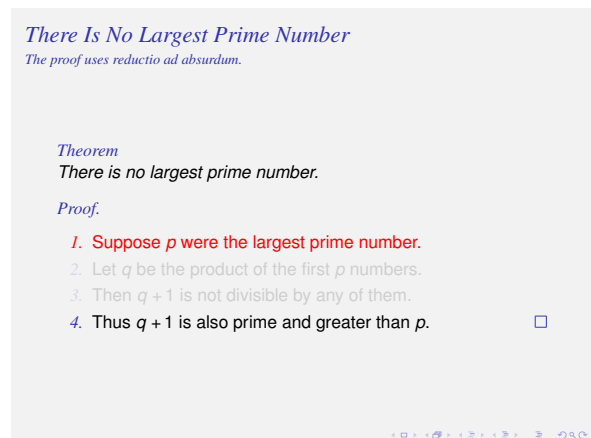 There Is No Largest Prime Number
The proof uses reductio ad absurdum.
Theorem
There is no largest prime number.
Proof.
1. Suppose p were the largest prime number.
2. Let q be the product of the first p numbers.
3. Then q + 1 is not divisible by any of them.
4. Thus q + 1 is also prime and greater than p.